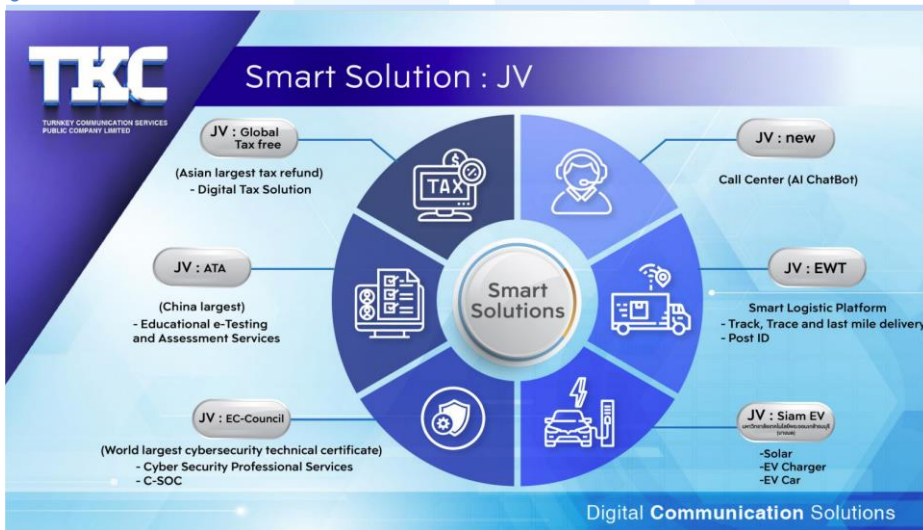 TKC
TURNKEY COMMUNICATION SERVICES
PUBLIC COMPANY LIMITED
Smart Solution : JV
JV : Global
Tax free
(Asian largest tax refund)
- Digital Tax Solution
JV : ATA
(China largest)
- Educational e-Testing
and Assessment Services
JV : EC-Council
(World largest cybersecurity technical certificate)
- Cyber Security Professional Services
- C-SOC
TAX
$
%
Smart
Solutions
JV : new
Call Center (AI ChatBot)
JV : EWT
Smart Logistic Platform
- Track, Trace and last mile delivery
- Post ID
JV : Siam EV
-Solar
-EV Charger
-EV Car
Digital Communication Solutions